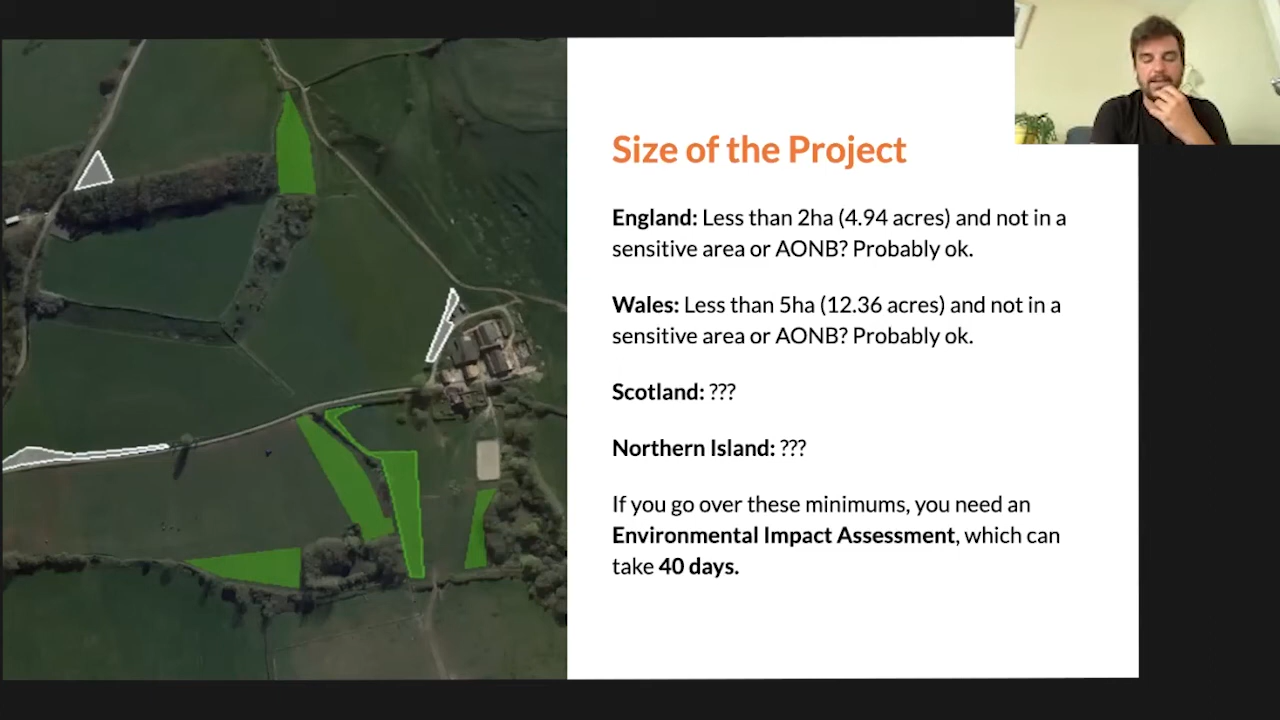 Size of the Project
England: Less than 2ha (4.94 acres) and not in a
sensitive area or AONB? Probably ok.
Wales: Less than 5ha (12.36 acres) and not in a
sensitive area or AONB? Probably ok.
Scotland: ???
Northern Island: ???
If you go over these minimums, you need an
Environmental Impact Assessment, which can
take 40 days.